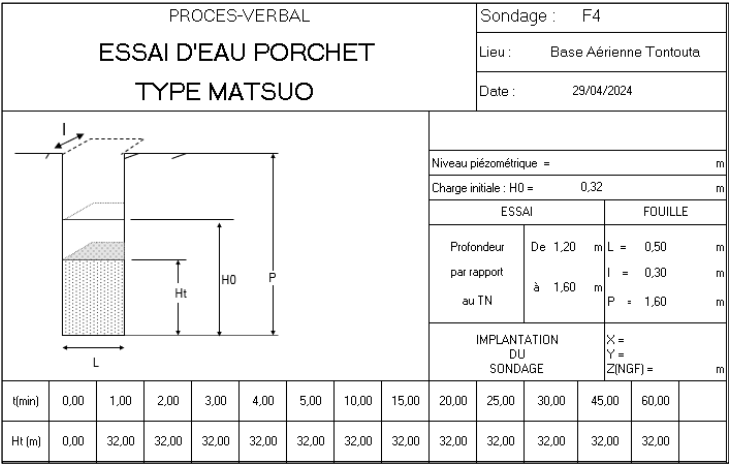 PROCES-VERBAL
ESSAI D'EAU PORCHET
TYPE MATSUO
Sondage : F4
Lieu : Base Aérienne Tontouta
Date : 29/04/2024
l
H0
P
Ht
L
Niveau piézométrique = m
Charge initiale : H0 = 0,32 m
ESSAI FOUILLE
Profondeur
par rapport
au TN
De 1,20 m
à 1,60 m
L = 0,50 m
l = 0,30 m
P = 1,60 m
IMPLANTATION
DU
SONDAGE
X =
Y =
Z(NGF) = m
t(min) 0,00 1,00 2,00 3,00 4,00 5,00 10,00 15,00 20,00 25,00 30,00 45,00 60,00
Ht (m) 0,00 32,00 32,00 32,00 32,00 32,00 32,00 32,00 32,00 32,00 32,00 32,00 32,00